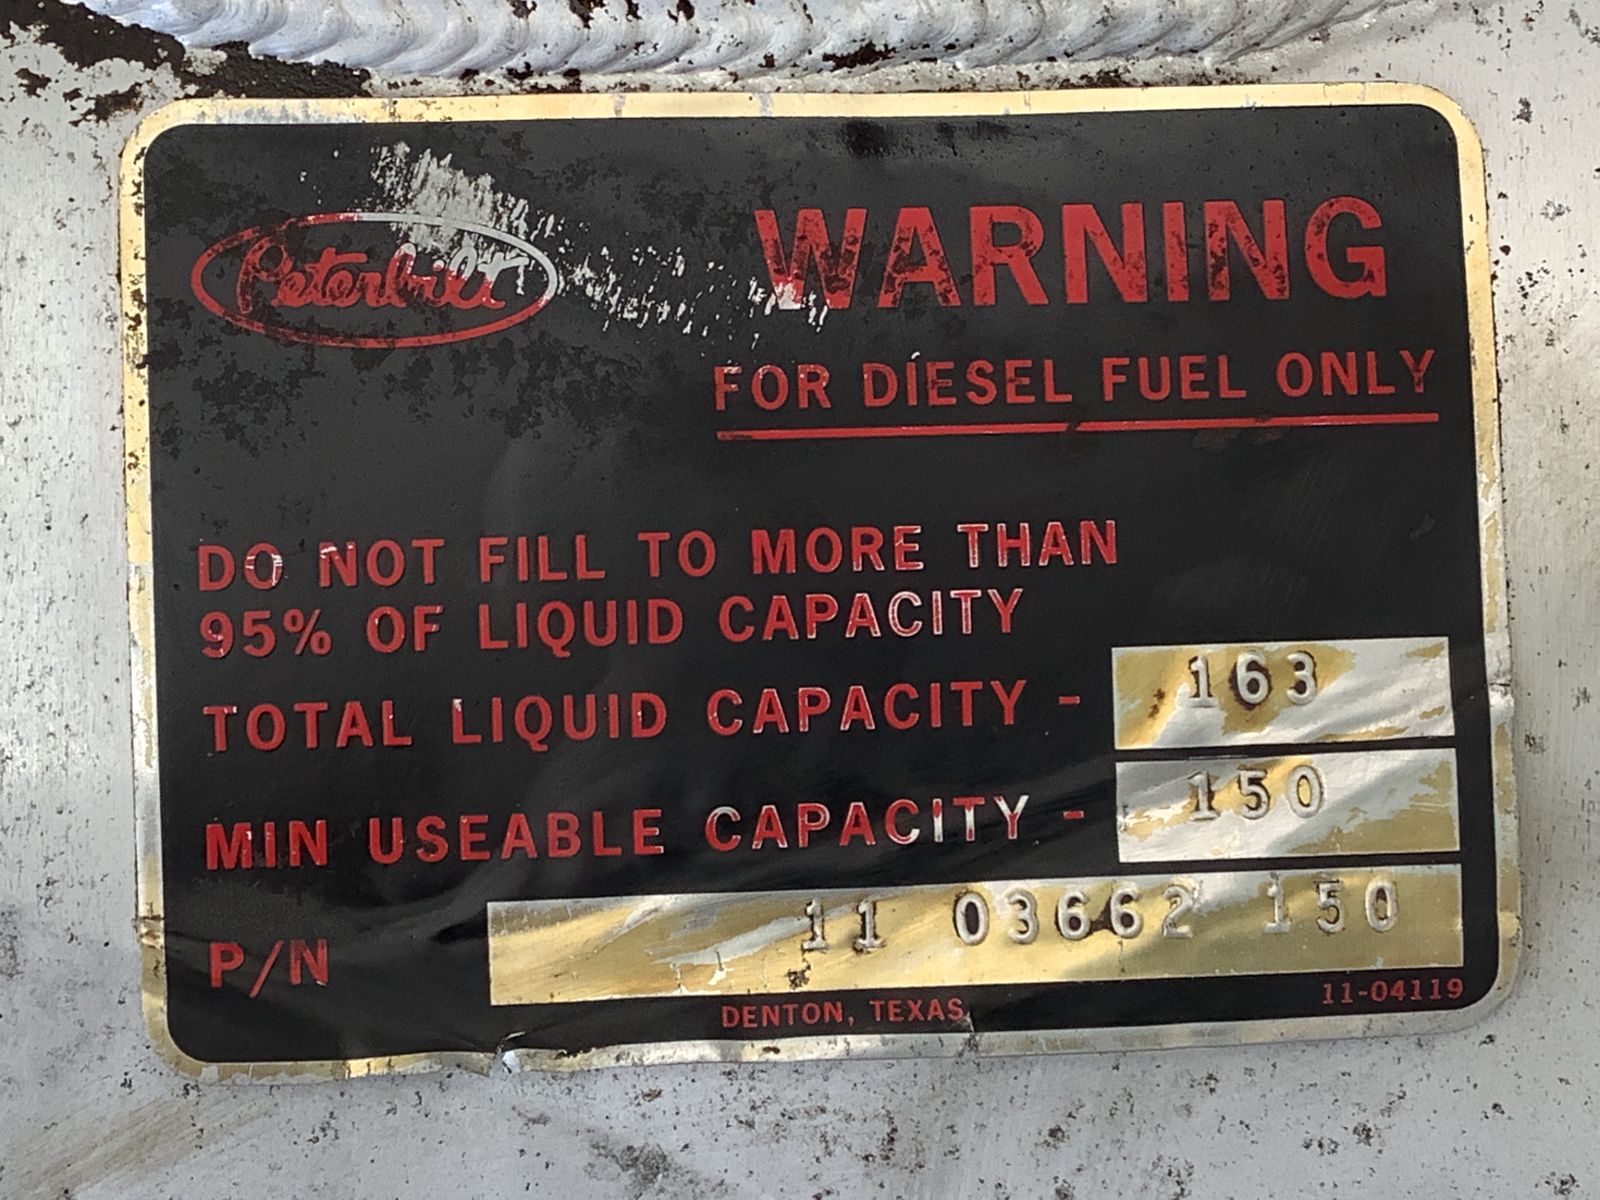 Peterbilt
WARNING
FOR DIESEL FUEL ONLY
DO NOT FILL TO MORE THAN
95% OF LIQUID CAPACITY
TOTAL LIQUID CAPACITY - 163
MIN USEABLE CAPACITY - 150
P/N 11 03662 150
DENTON, TEXAS
11-04119